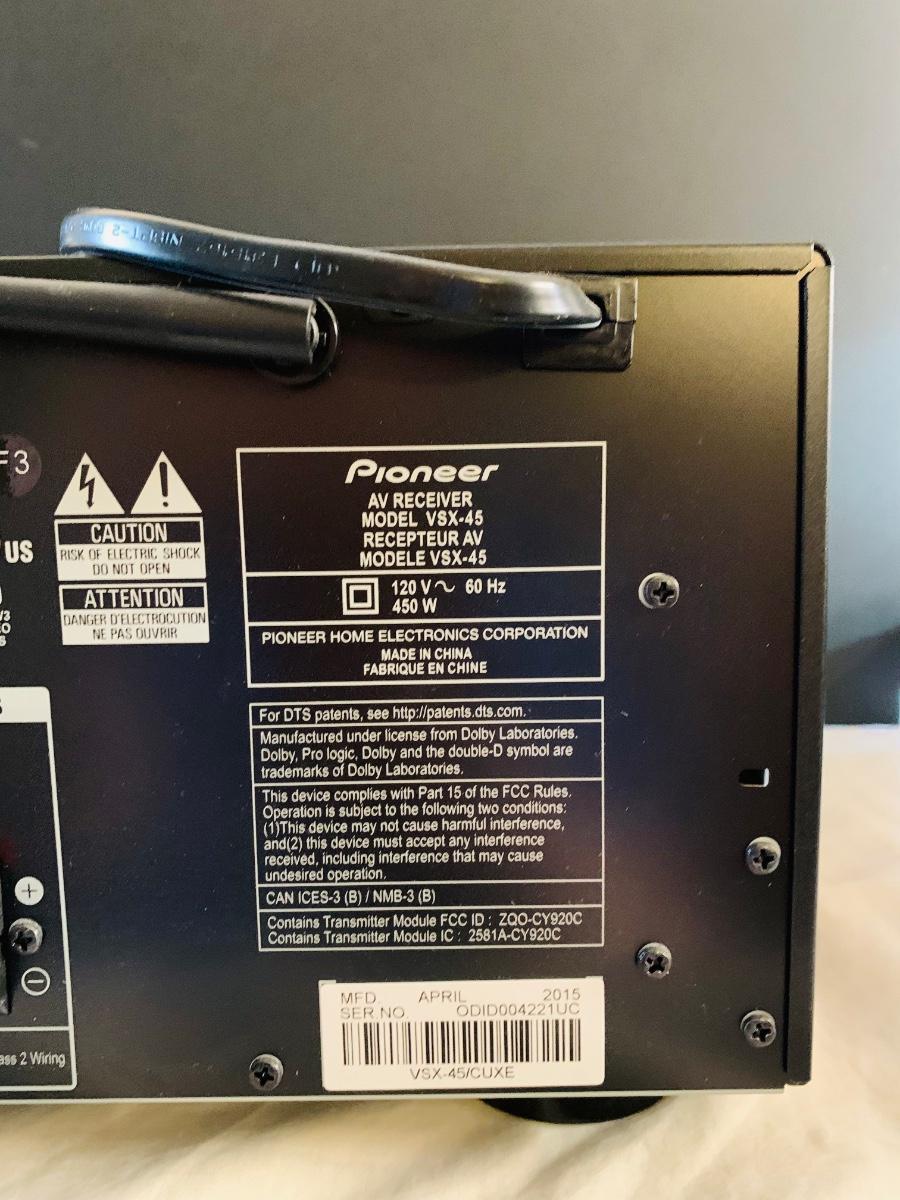 F3
US
CAUTION
RISK OF ELECTRIC SHOCK
DO NOT OPEN
ATTENTION
DANGER D'ELECTROCUTION
NE PAS OUVRIR
Pioneer
AV RECEIVER
MODEL VSX-45
RECEPTEUR AV
MODELE VSX-45
120 V~ 60 Hz
450 W
PIONEER HOME ELECTRONICS CORPORATION
MADE IN CHINA
FABRIQUE EN CHINE
For DTS patents, see http://patents.dts.com.
Manufactured under license from Dolby Laboratories.
Dolby, Pro logic, Dolby and the double-D symbol are
trademarks of Dolby Laboratories.
This device complies with Part 15 of the FCC Rules.
Operation is subject to the following two conditions:
(1)This device may not cause harmful interference,
and(2) this device must accept any interference
received, including interference that may cause
undesired operation.
CAN ICES-3 (B) / NMB-3 (B)
Contains Transmitter Module FCC ID : ZQO-CY920C
Contains Transmitter Module IC : 2581A-CY920C
MFD. APRIL 2015
SER.NO. ODID004221UC
VSX-45/CUXE
ass 2 Wiring